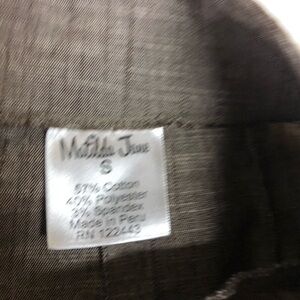 Matilda Jane
S
57% Cotton
40% Polyester
3% Spandex
Made in Peru
RN 122443